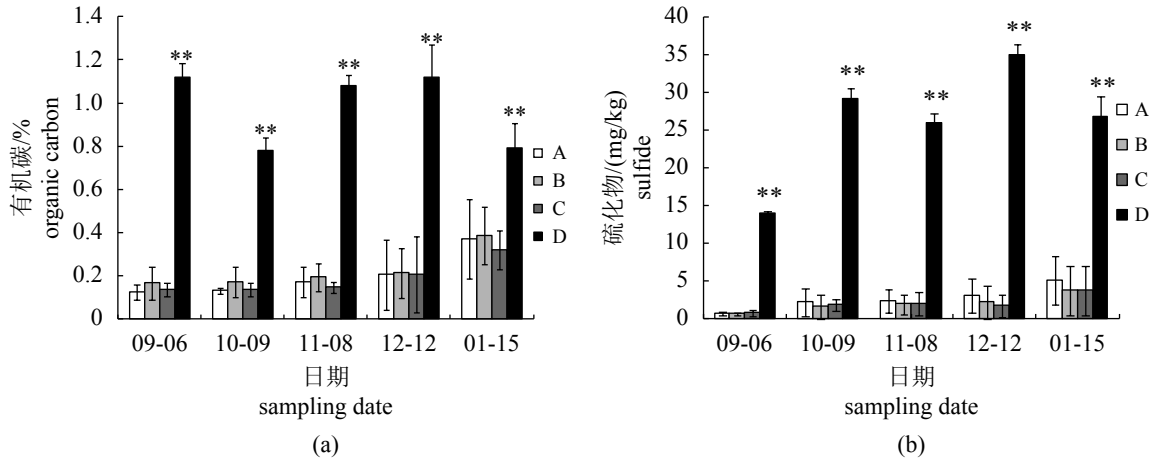 1.4
1.2
1.0
0.8
0.6
0.4
0.2
0
有机碳/%
organic carbon
**
**
**
**
**
A
B
C
D
09-06 10-09 11-08 12-12 01-15
日期
sampling date
(a)
40
35
30
25
20
15
10
5
0
硫化物/(mg/kg)
sulfide
**
**
**
**
**
A
B
C
D
09-06 10-09 11-08 12-12 01-15
日期
sampling date
(b)